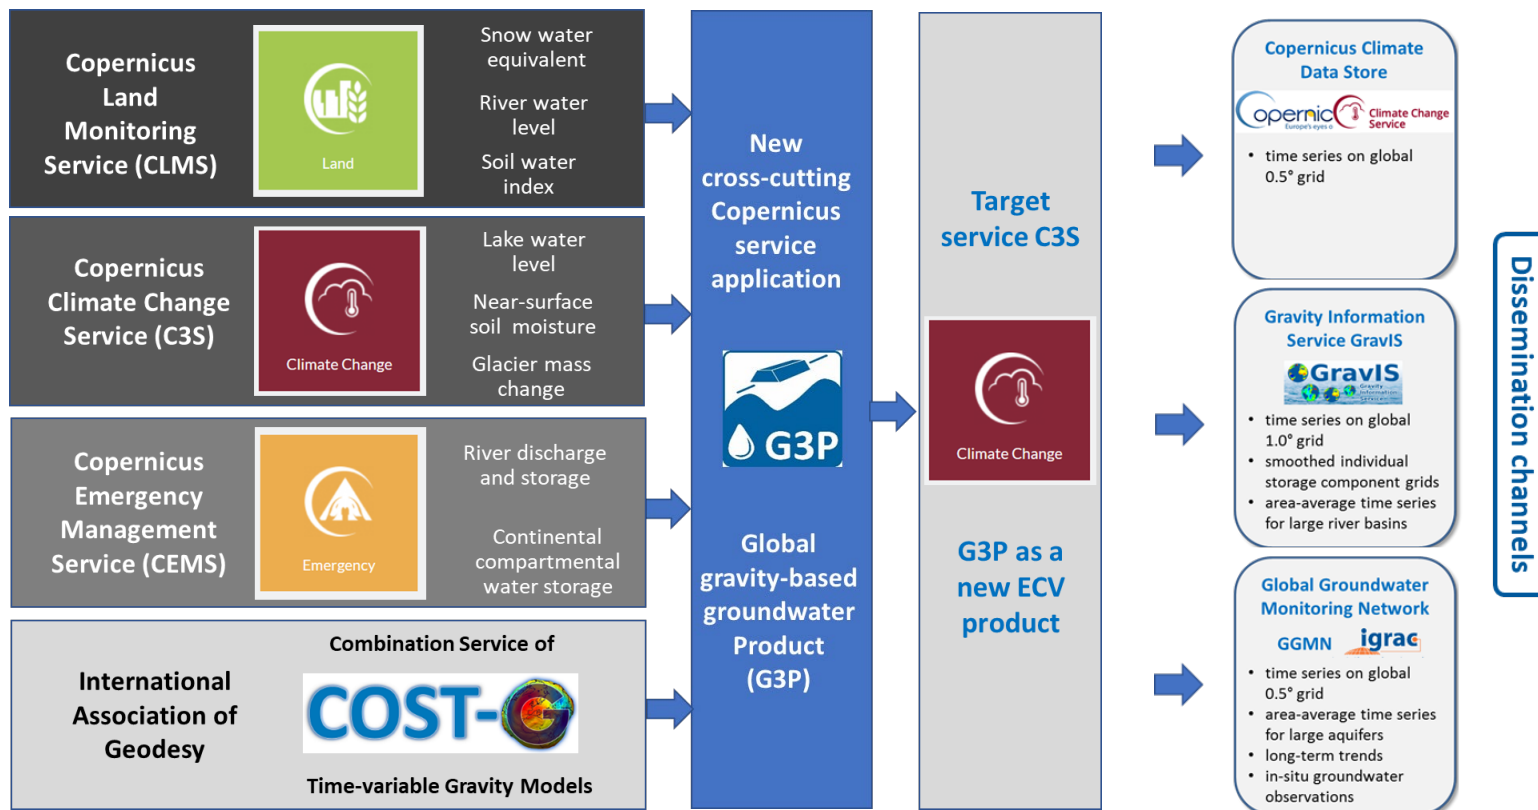 Copernicus
Land
Monitoring
Service (CLMS)
Land
Snow water
equivalent
River water
level
Soil water
index
Copernicus
Climate Change
Service (C3S)
Climate Change
Lake water
level
Near-surface
soil moisture
Glacier mass
change
Copernicus
Emergency
Management
Service (CEMS)
Emergency
River discharge
and storage
Continental
compartmental
water storage
International
Association of
Geodesy
Combination Service of
COST-G
Time-variable Gravity Models
New
cross-cutting
Copernicus
service
application
G3P
Global
gravity-based
groundwater
Product
(G3P)
Target
service C3S
Climate Change
G3P as a
new ECV
product
Copernicus Climate
Data Store
opernic
Europe's eyes o
Climate Change
Service
• time series on global
0.5° grid
Gravity Information
Service GravIS
GravIS
Gravity
Information
Service
• time series on global
1.0° grid
• smoothed individual
storage component grids
• area-average time series
for large river basins
Global Groundwater
Monitoring Network
GGMN igrac
• time series on global
0.5° grid
• area-average time series
for large aquifers
• long-term trends
• in-situ groundwater
observations
Dissemination channels